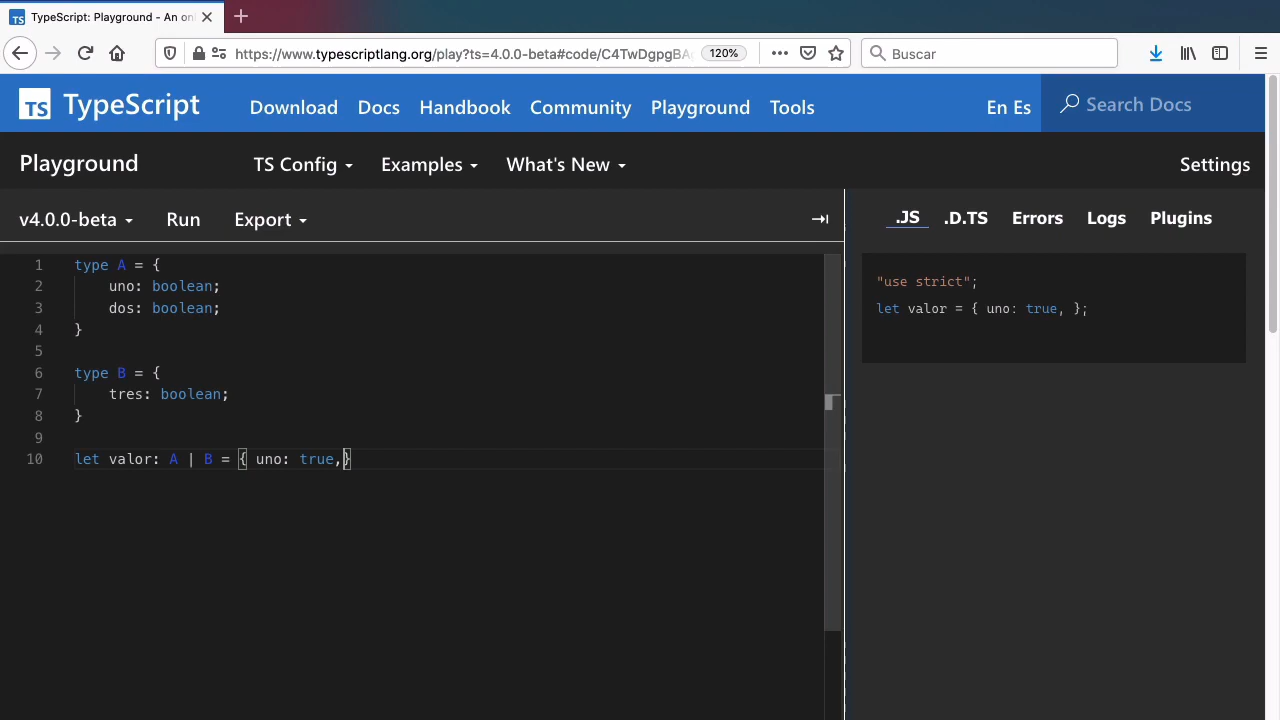 TS TypeScript: Playground - An on
https://www.typescriptlang.org/play?ts=4.0.0-beta#code/C4TwDgpgBA
120%
Buscar
TS TypeScript
Download Docs Handbook Community Playground Tools
En Es
Search Docs
Playground
TS Config
Examples
What's New
Settings
v4.0.0-beta
Run
Export
.JS
.D.TS
Errors
Logs
Plugins
1 type A = {
2 uno: boolean;
3 dos: boolean;
4 }
5
6 type B = {
7 tres: boolean;
8 }
9
10 let valor: A | B = { uno: true,}
"use strict";
let valor = { uno: true, };